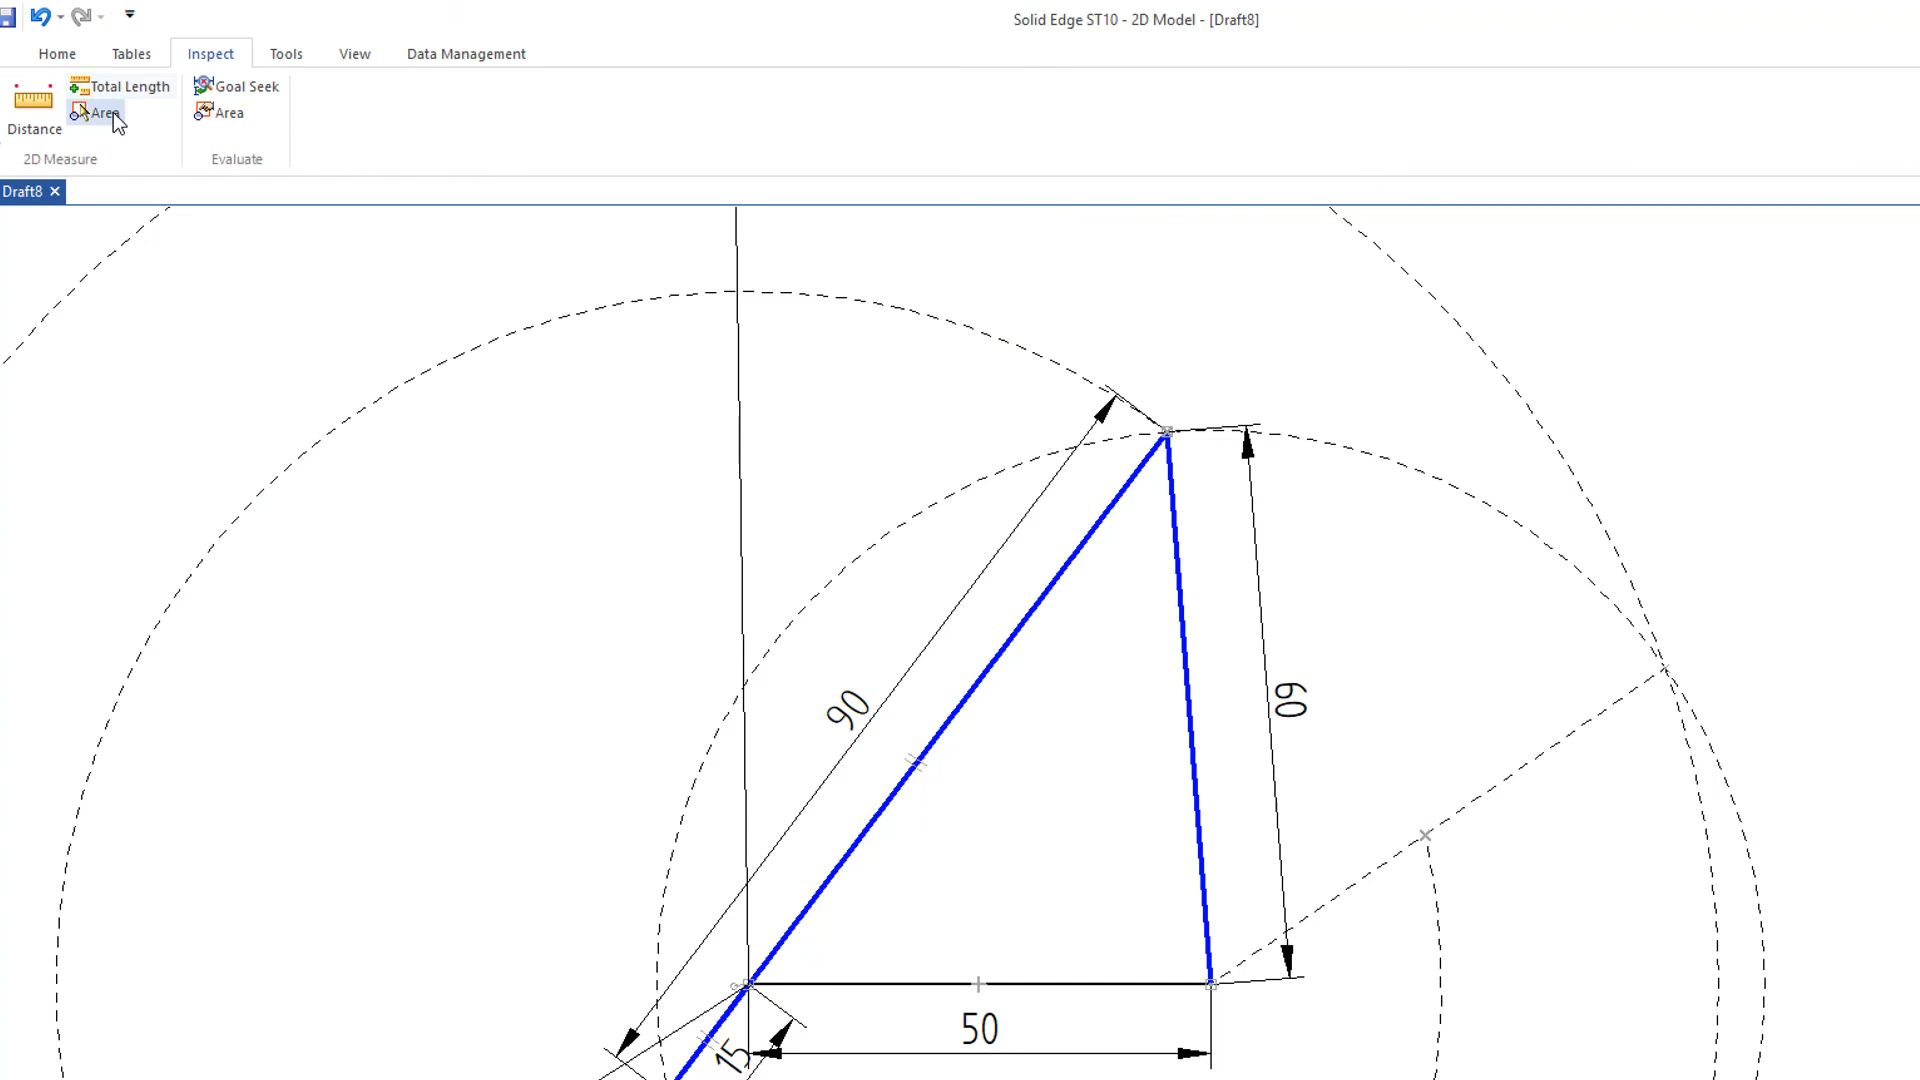 Solid Edge ST10 - 2D Model - [Draft8]
Home Tables Inspect Tools View Data Management
Total Length
Goal Seek
Area
Area
Distance
2D Measure
Evaluate
Draft8
90
60
50
15